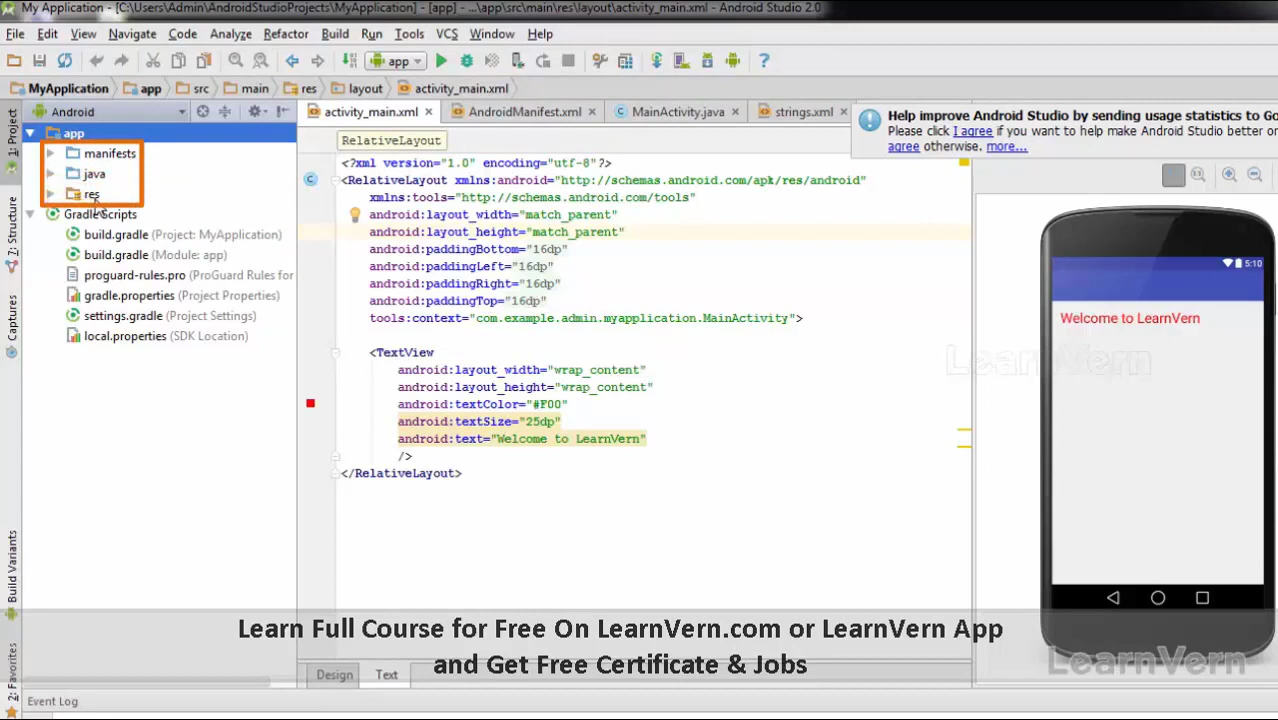 My Application - [C:\Users\Admin\AndroidStudioProjects\MyApplication] - [app] - ...\app\src\main\res\layout\activity_main.xml - Android Studio 2.0
File Edit View Navigate Code Analyze Refactor Build Run Tools VCS Window Help
app
MyApplication app src main res layout activity_main.xml
Android
activity_main.xml AndroidManifest.xml MainActivity.java strings.xml
Help improve Android Studio by sending usage statistics to Go
Please click I agree if you want to help make Android Studio better or
agree otherwise. more...
1: Project
7: Structure
Captures
Build Variants
2: Favorites
app
manifests
java
res
Gradle Scripts
build.gradle (Project: MyApplication)
build.gradle (Module: app)
proguard-rules.pro (ProGuard Rules for
gradle.properties (Project Properties)
settings.gradle (Project Settings)
local.properties (SDK Location)
RelativeLayout
<?xml version="1.0" encoding="utf-8"?>
<RelativeLayout xmlns:android="http://schemas.android.com/apk/res/android"
xmlns:tools="http://schemas.android.com/tools"
android:layout_width="match_parent"
android:layout_height="match_parent"
android:paddingBottom="16dp"
android:paddingLeft="16dp"
android:paddingRight="16dp"
android:paddingTop="16dp"
tools:context="com.example.admin.myapplication.MainActivity">
<TextView
android:layout_width="wrap_content"
android:layout_height="wrap_content"
android:textColor="#F00"
android:textSize="25dp"
android:text="Welcome to LearnVern"
/>
</RelativeLayout>
5:10
Welcome to LearnVern
LearnVern
Learn Full Course for Free On LearnVern.com or LearnVern App
and Get Free Certificate & Jobs
LearnVern
Design Text
Event Log